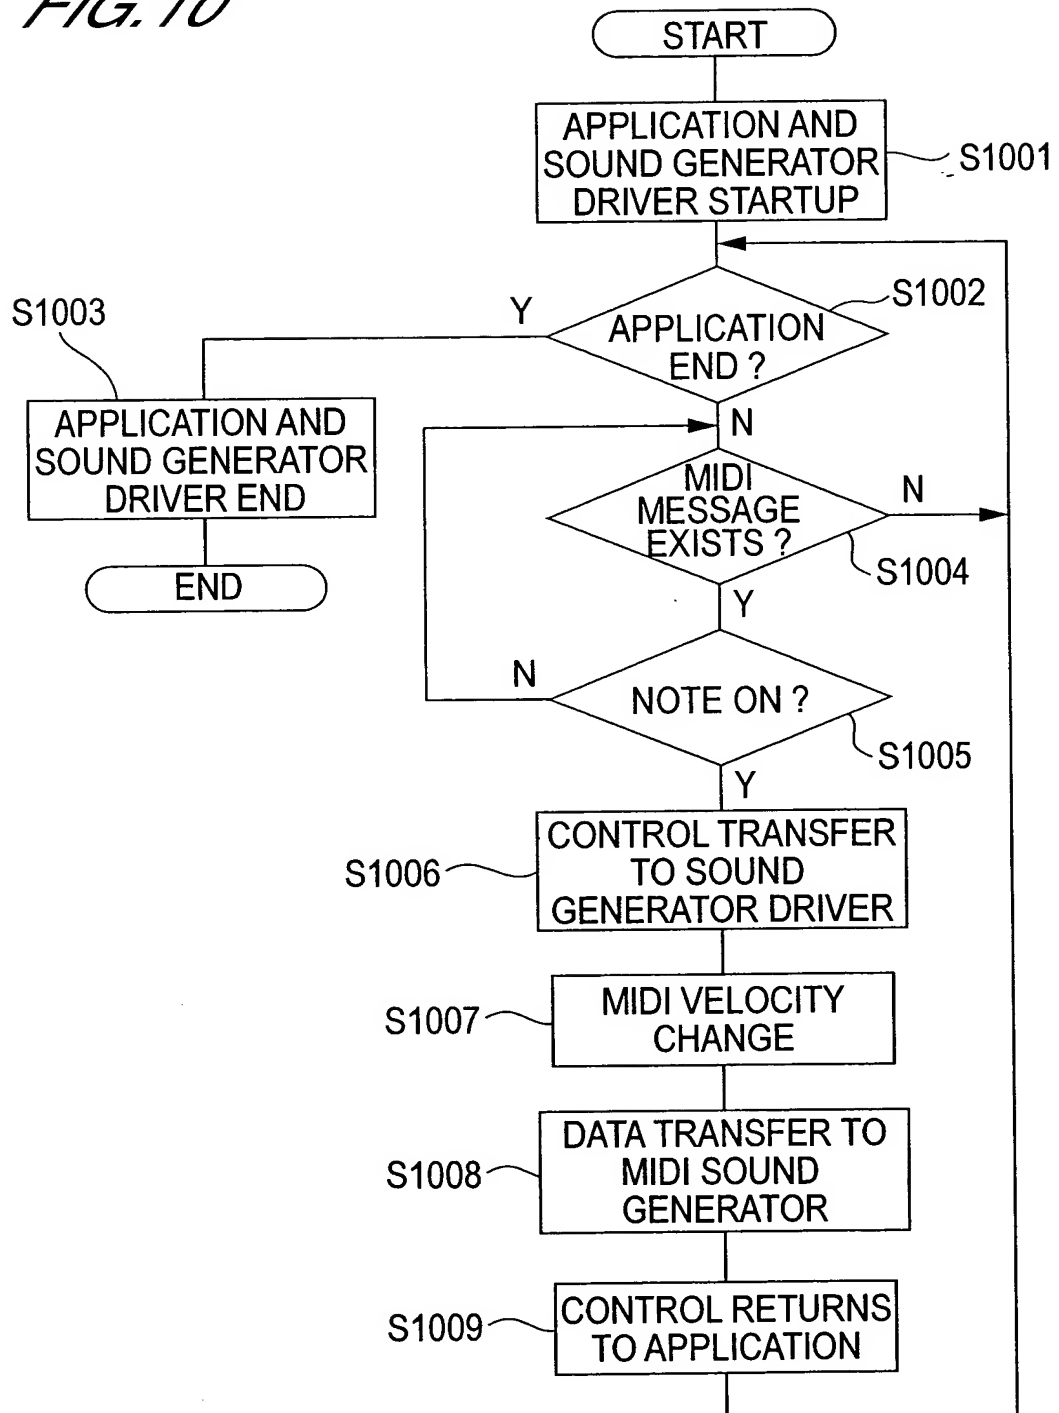 FIG. 10
START
APPLICATION AND
SOUND GENERATOR
DRIVER STARTUP
S1001
S1002
Y
APPLICATION
END ?
S1003
APPLICATION AND
SOUND GENERATOR
DRIVER END
END
N
MIDI
MESSAGE
EXISTS ?
N
S1004
Y
N
NOTE ON ?
S1005
Y
CONTROL TRANSFER
TO SOUND
GENERATOR DRIVER
S1006
MIDI VELOCITY
CHANGE
S1007
DATA TRANSFER TO
MIDI SOUND
GENERATOR
S1008
CONTROL RETURNS
TO APPLICATION
S1009